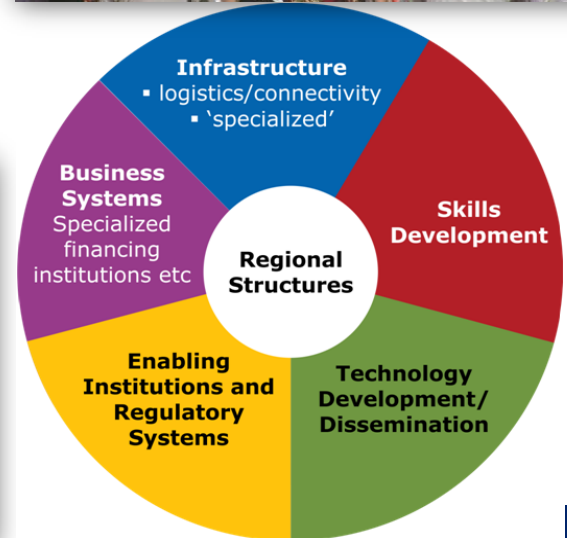 Infrastructure
▪ logistics/connectivity
▪ ‘specialized’
Business
Systems
Specialized
financing
institutions etc
Skills
Development
Regional
Structures
Enabling
Institutions and
Regulatory
Systems
Technology
Development/
Dissemination